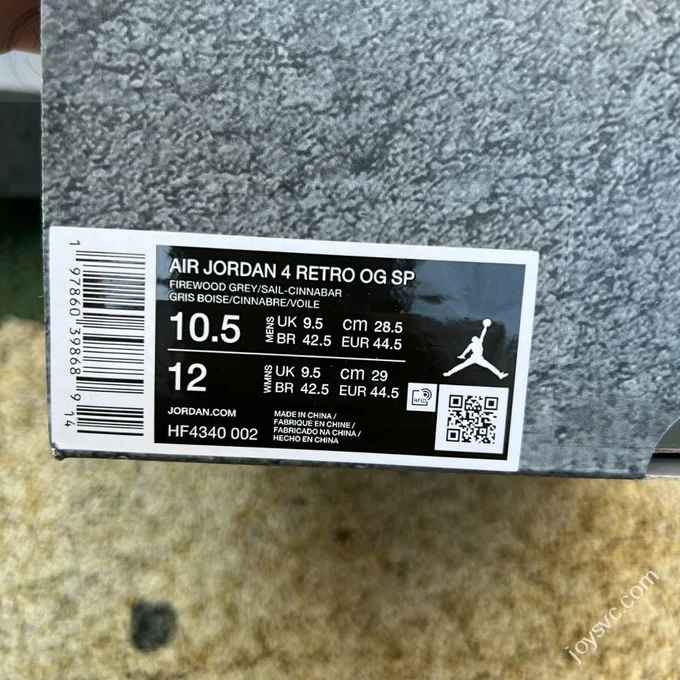 1 97860 39868 9 14
AIR JORDAN 4 RETRO OG SP
FIREWOOD GREY/SAIL-CINNABAR
GRIS BOISE/CINNABRE/VOILE
10.5 MENS UK 9.5 cm 28.5
BR 42.5 EUR 44.5
12 WMNS UK 9.5 cm 29
BR 42.5 EUR 44.5
JORDAN.COM
HF4340 002
MADE IN CHINA /
FABRIQUE EN CHINE /
FABRICADO NA CHINA /
HECHO EN CHINA
RFID
joysvc.com